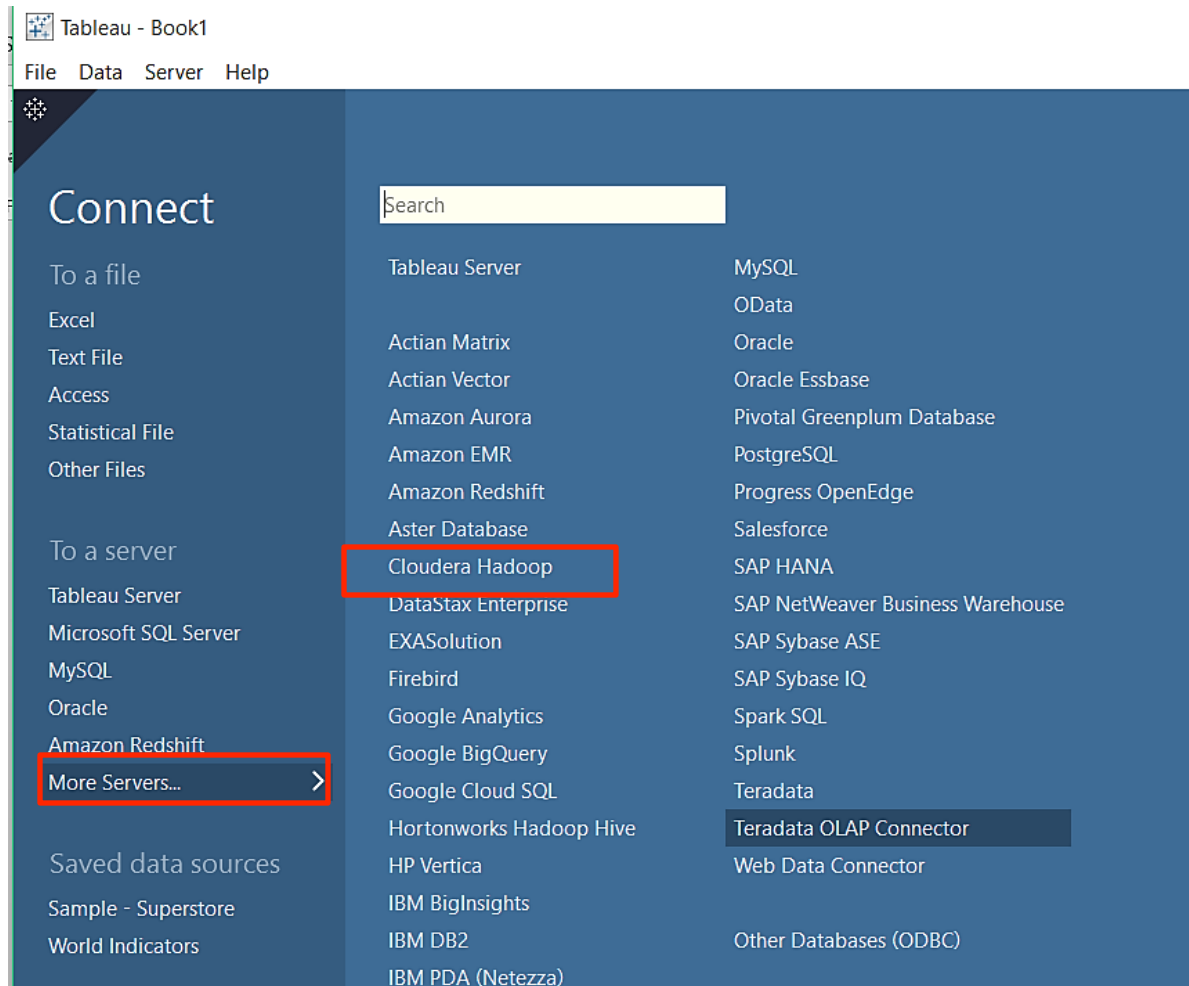 Tableau - Book1
File Data Server Help
Connect
To a file
Excel
Text File
Access
Statistical File
Other Files
To a server
Tableau Server
Microsoft SQL Server
MySQL
Oracle
Amazon Redshift
More Servers...
Saved data sources
Sample - Superstore
World Indicators
Search
Tableau Server
Actian Matrix
Actian Vector
Amazon Aurora
Amazon EMR
Amazon Redshift
Aster Database
Cloudera Hadoop
DataStax Enterprise
EXASolution
Firebird
Google Analytics
Google BigQuery
Google Cloud SQL
Hortonworks Hadoop Hive
HP Vertica
IBM BigInsights
IBM DB2
IBM PDA (Netezza)
MySQL
OData
Oracle
Oracle Essbase
Pivotal Greenplum Database
PostgreSQL
Progress OpenEdge
Salesforce
SAP HANA
SAP NetWeaver Business Warehouse
SAP Sybase ASE
SAP Sybase IQ
Spark SQL
Splunk
Teradata
Teradata OLAP Connector
Web Data Connector
Other Databases (ODBC)